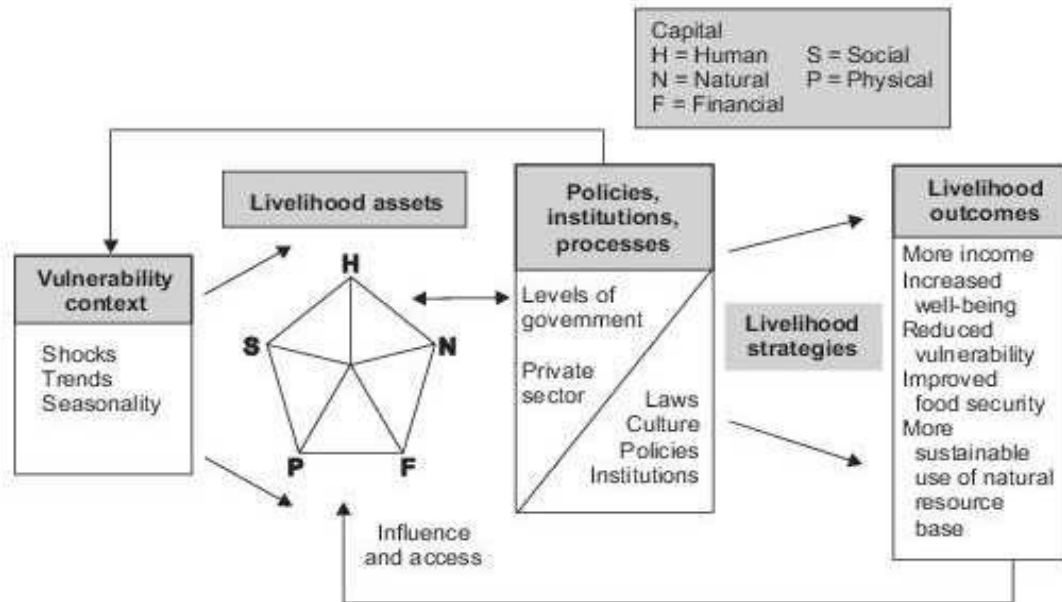 Capital
H = Human S = Social
N = Natural P = Physical
F = Financial
Livelihood assets
Policies,
institutions,
processes
Livelihood
outcomes
Vulnerability
context
Shocks
Trends
Seasonality
H
S
N
P
F
Influence
and access
Levels of
government
Private
sector
Laws
Culture
Policies
Institutions
Livelihood
strategies
More income
Increased
well-being
Reduced
vulnerability
Improved
food security
More
sustainable
use of natural
resource
base